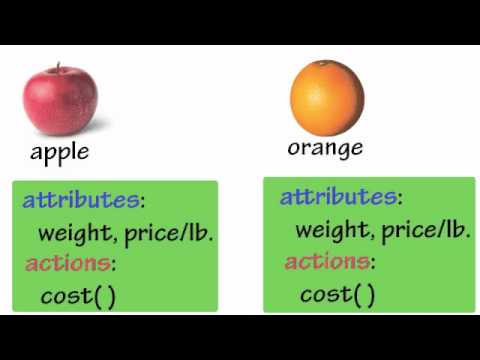 apple
attributes:
weight, price/lb.
actions:
cost( )
orange
attributes:
weight, price/lb.
actions:
cost( )